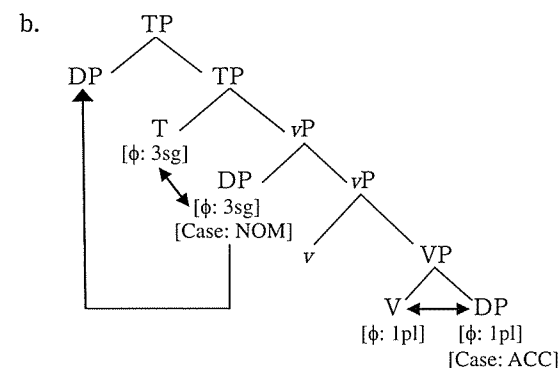 b.
TP
DP TP
T vP
[ϕ: 3sg]
DP vP
[ϕ: 3sg]
[Case: NOM]
v VP
V DP
[ϕ: 1pl] [ϕ: 1pl]
[Case: ACC]